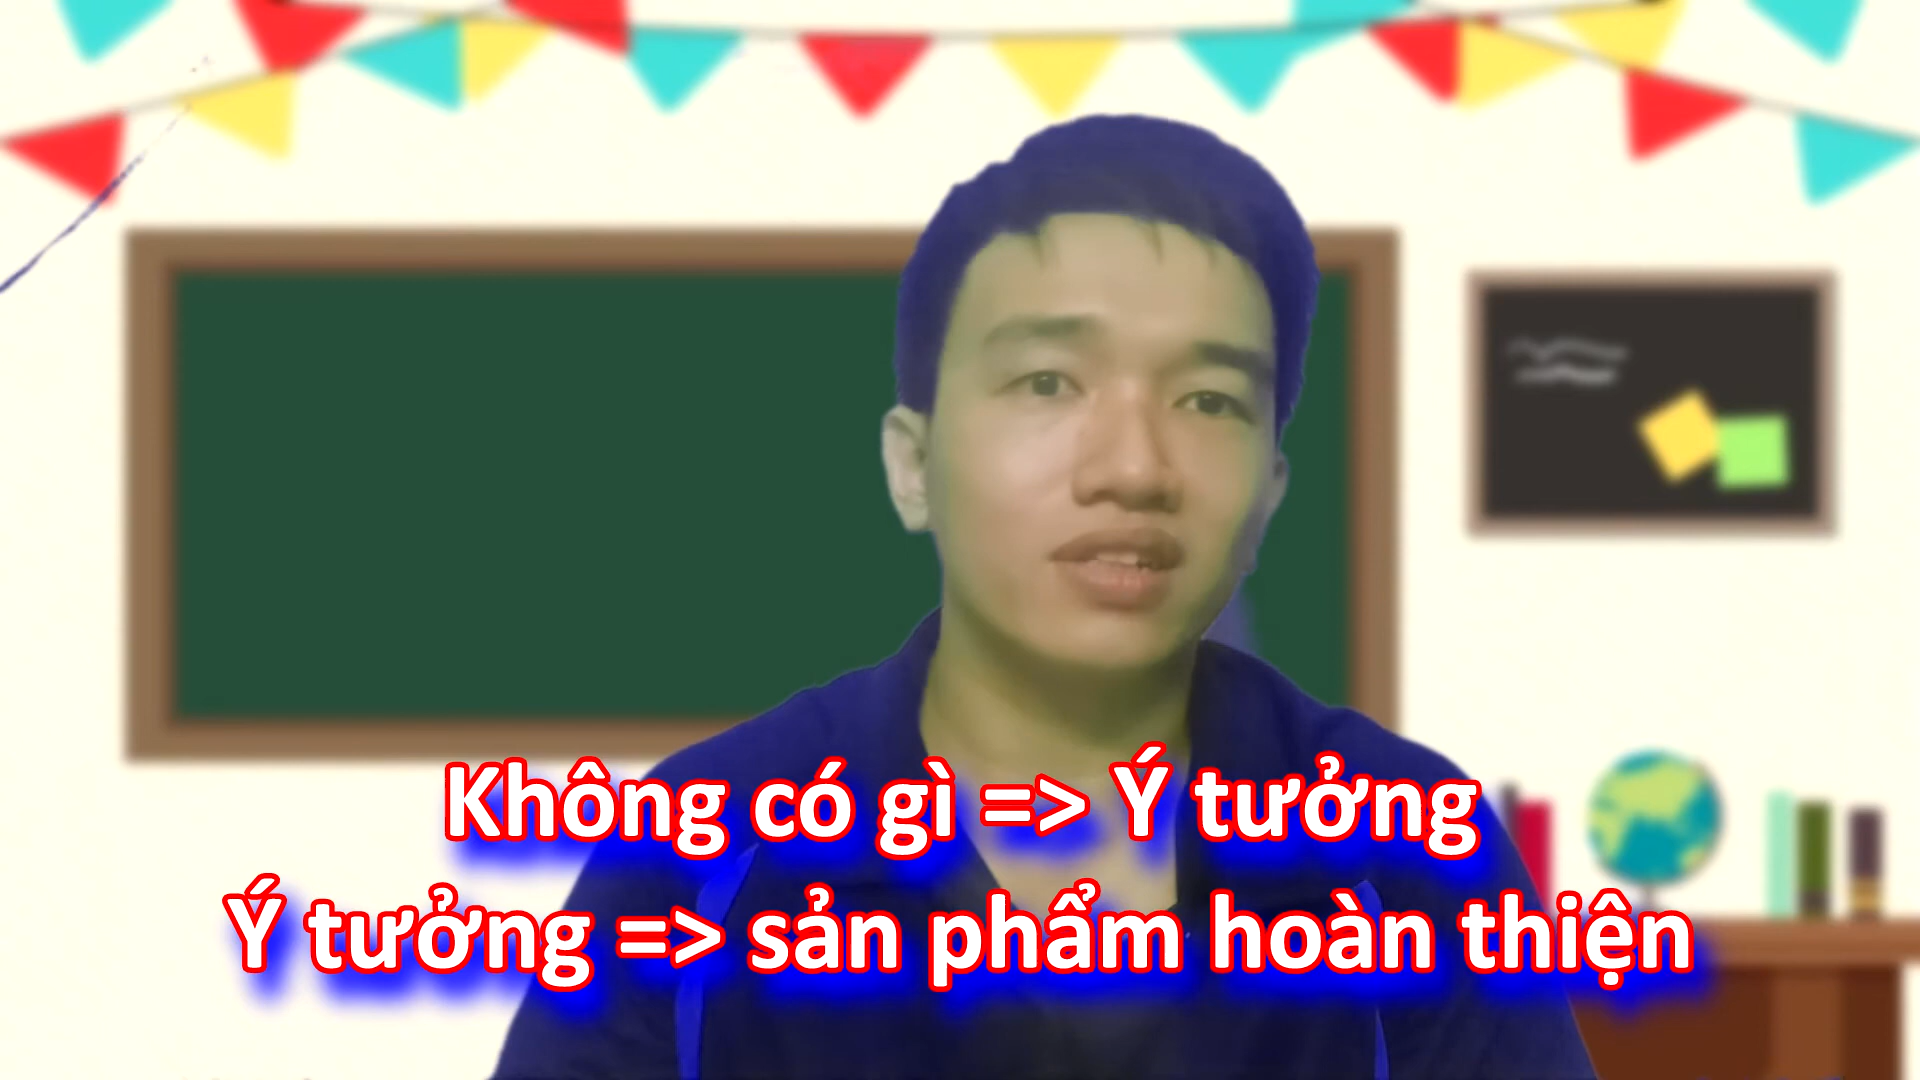 Không có gì => Ý tưởng
Ý tưởng => sản phẩm hoàn thiện